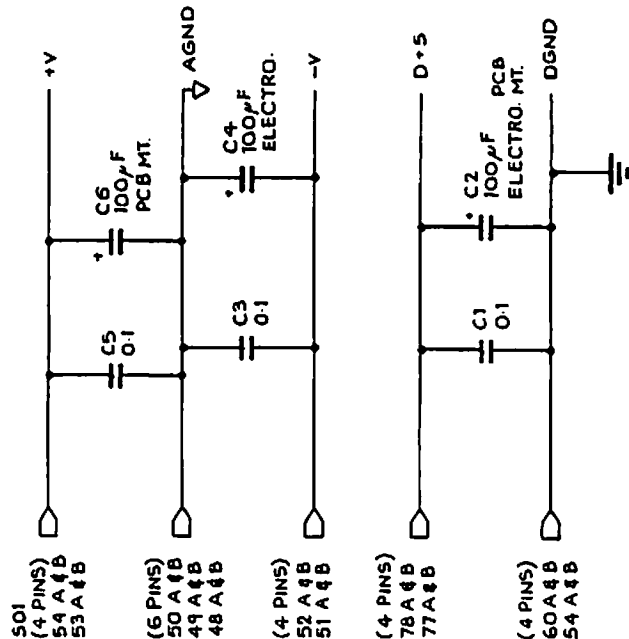 SO1
(4 PINS)
54 A & B
53 A & B
C5
0·1
+
C6
100µF
PCB MT.
+V
(6 PINS)
50 A & B
49 A & B
48 A & B
AGND
C3
0·1
+
C4
100µF
ELECTRO.
(4 PINS)
52 A & B
51 A & B
-V
(4 PINS)
78 A & B
77 A & B
D+5
C1
0·1
+
C2
100µF PCB
ELECTRO. MT.
(4 PINS)
60 A & B
64 A & B
DGND